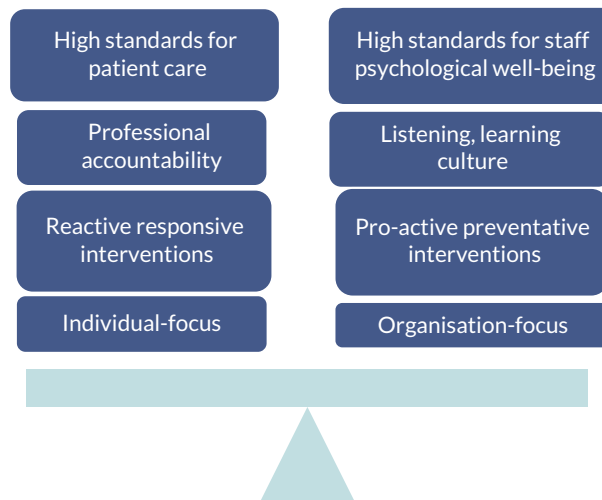 High standards for
patient care
High standards for staff
psychological well-being
Professional
accountability
Listening, learning
culture
Reactive responsive
interventions
Pro-active preventative
interventions
Individual-focus
Organisation-focus